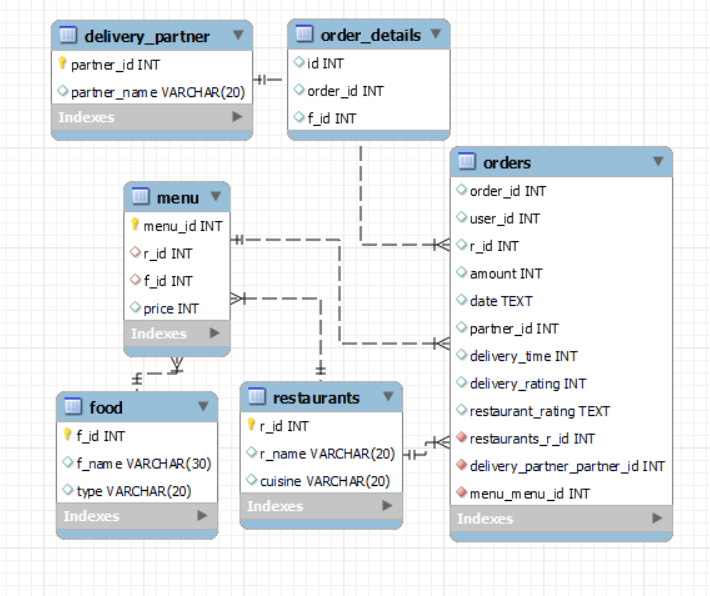 delivery_partner
partner_id INT
partner_name VARCHAR(20)
Indexes
order_details
id INT
order_id INT
f_id INT
menu
menu_id INT
r_id INT
f_id INT
price INT
Indexes
orders
order_id INT
user_id INT
r_id INT
amount INT
date TEXT
partner_id INT
delivery_time INT
delivery_rating INT
restaurant_rating TEXT
restaurants_r_id INT
delivery_partner_partner_id INT
menu_menu_id INT
Indexes
food
f_id INT
f_name VARCHAR(30)
type VARCHAR(20)
Indexes
restaurants
r_id INT
r_name VARCHAR(20)
cuisine VARCHAR(20)
Indexes